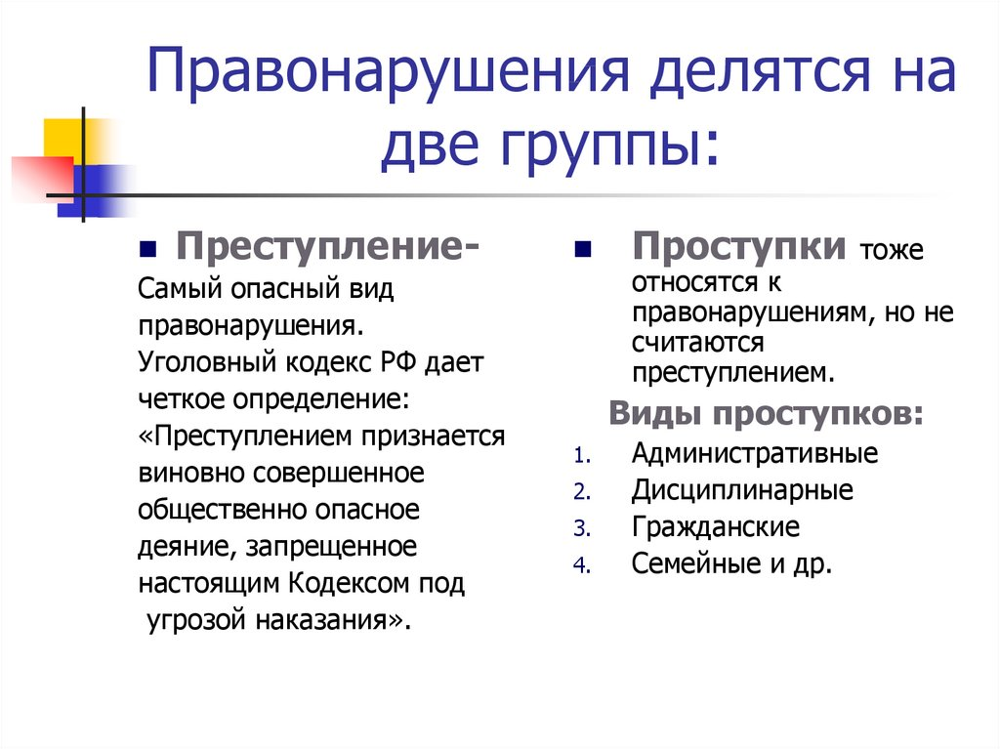 Правонарушения делятся на
две группы:
Преступление-
Самый опасный вид
правонарушения.
Уголовный кодекс РФ дает
четкое определение:
«Преступлением признается
виновно совершенное
общественно опасное
деяние, запрещенное
настоящим Кодексом под
угрозой наказания».
Проступки тоже
относятся к
правонарушениям, но не
считаются
преступлением.
Виды проступков:
1. Административные
2. Дисциплинарные
3. Гражданские
4. Семейные и др.